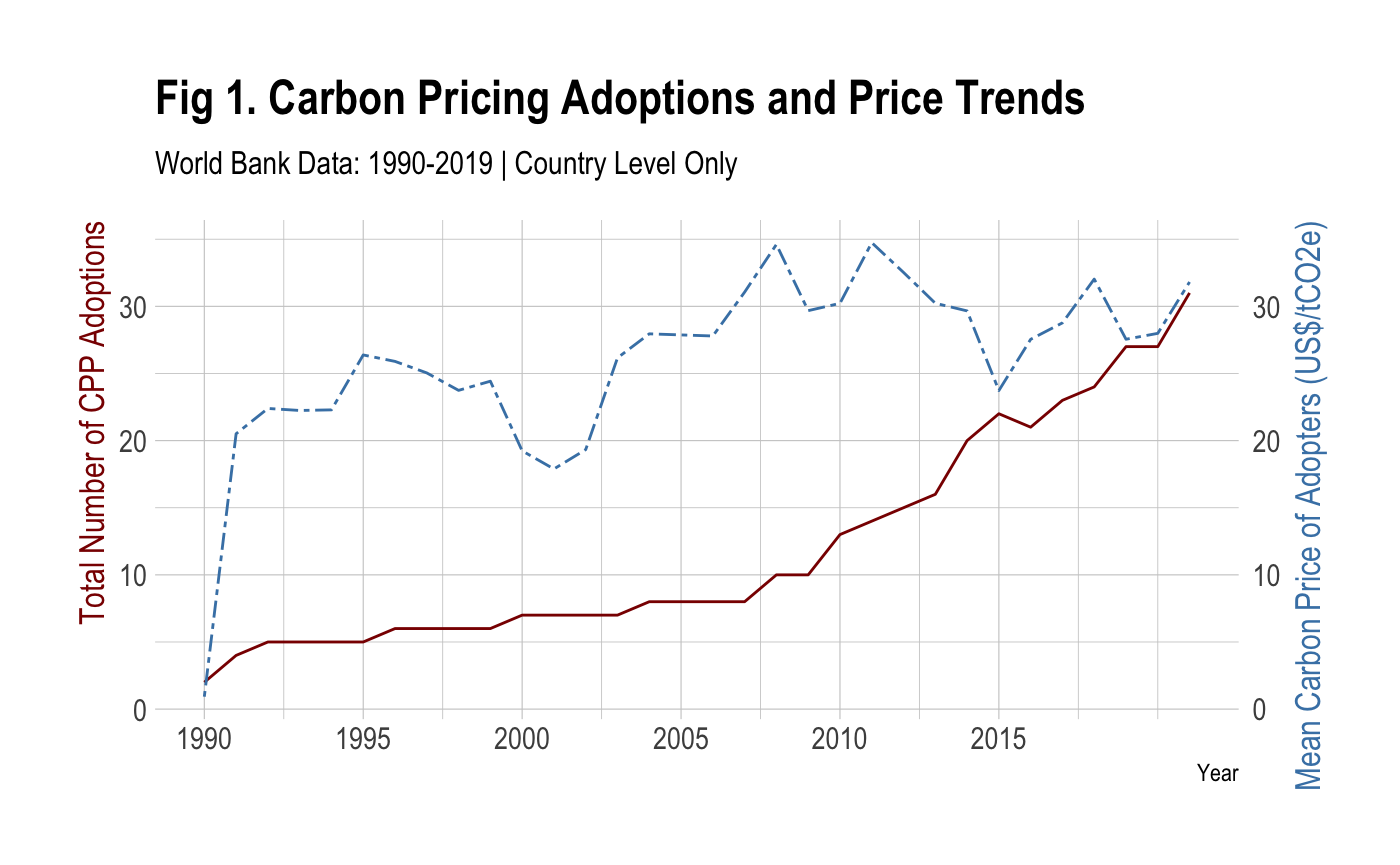 Fig 1. Carbon Pricing Adoptions and Price Trends
World Bank Data: 1990-2019 | Country Level Only
Total Number of CPP Adoptions
30
20
10
0
30
20
10
0
Mean Carbon Price of Adopters (US$/tCO2e)
1990 1995 2000 2005 2010 2015
Year